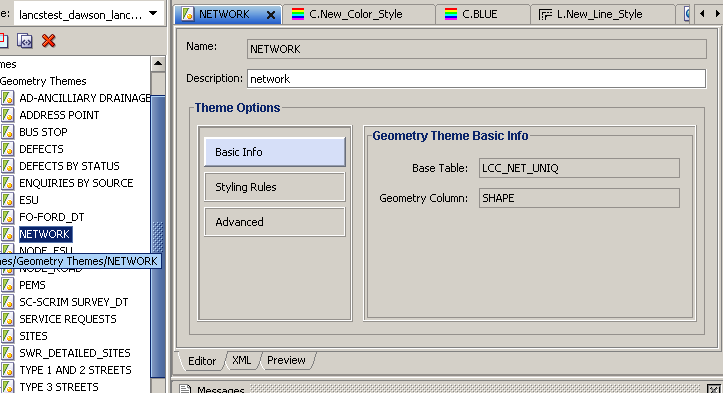 e: lancstest_dawson_lanc...
mes
Geometry Themes
AD-ANCILLIARY DRAINAGE
ADDRESS POINT
BUS STOP
DEFECTS
DEFECTS BY STATUS
ENQUIRIES BY SOURCE
ESU
FO-FORD_DT
NETWORK
NODE_ESU
nes/Geometry Themes/NETWORK
NODE_ROAD
PEMS
SC-SCRIM SURVEY_DT
SERVICE REQUESTS
SITES
SWR_DETAILED_SITES
TYPE 1 AND 2 STREETS
TYPE 3 STREETS
NETWORK
C.New_Color_Style
C.BLUE
L.New_Line_Style
Name: NETWORK
Description: network
Theme Options
Basic Info
Styling Rules
Advanced
Geometry Theme Basic Info
Base Table: LCC_NET_UNIQ
Geometry Column: SHAPE
Editor
XML
Preview
Messages